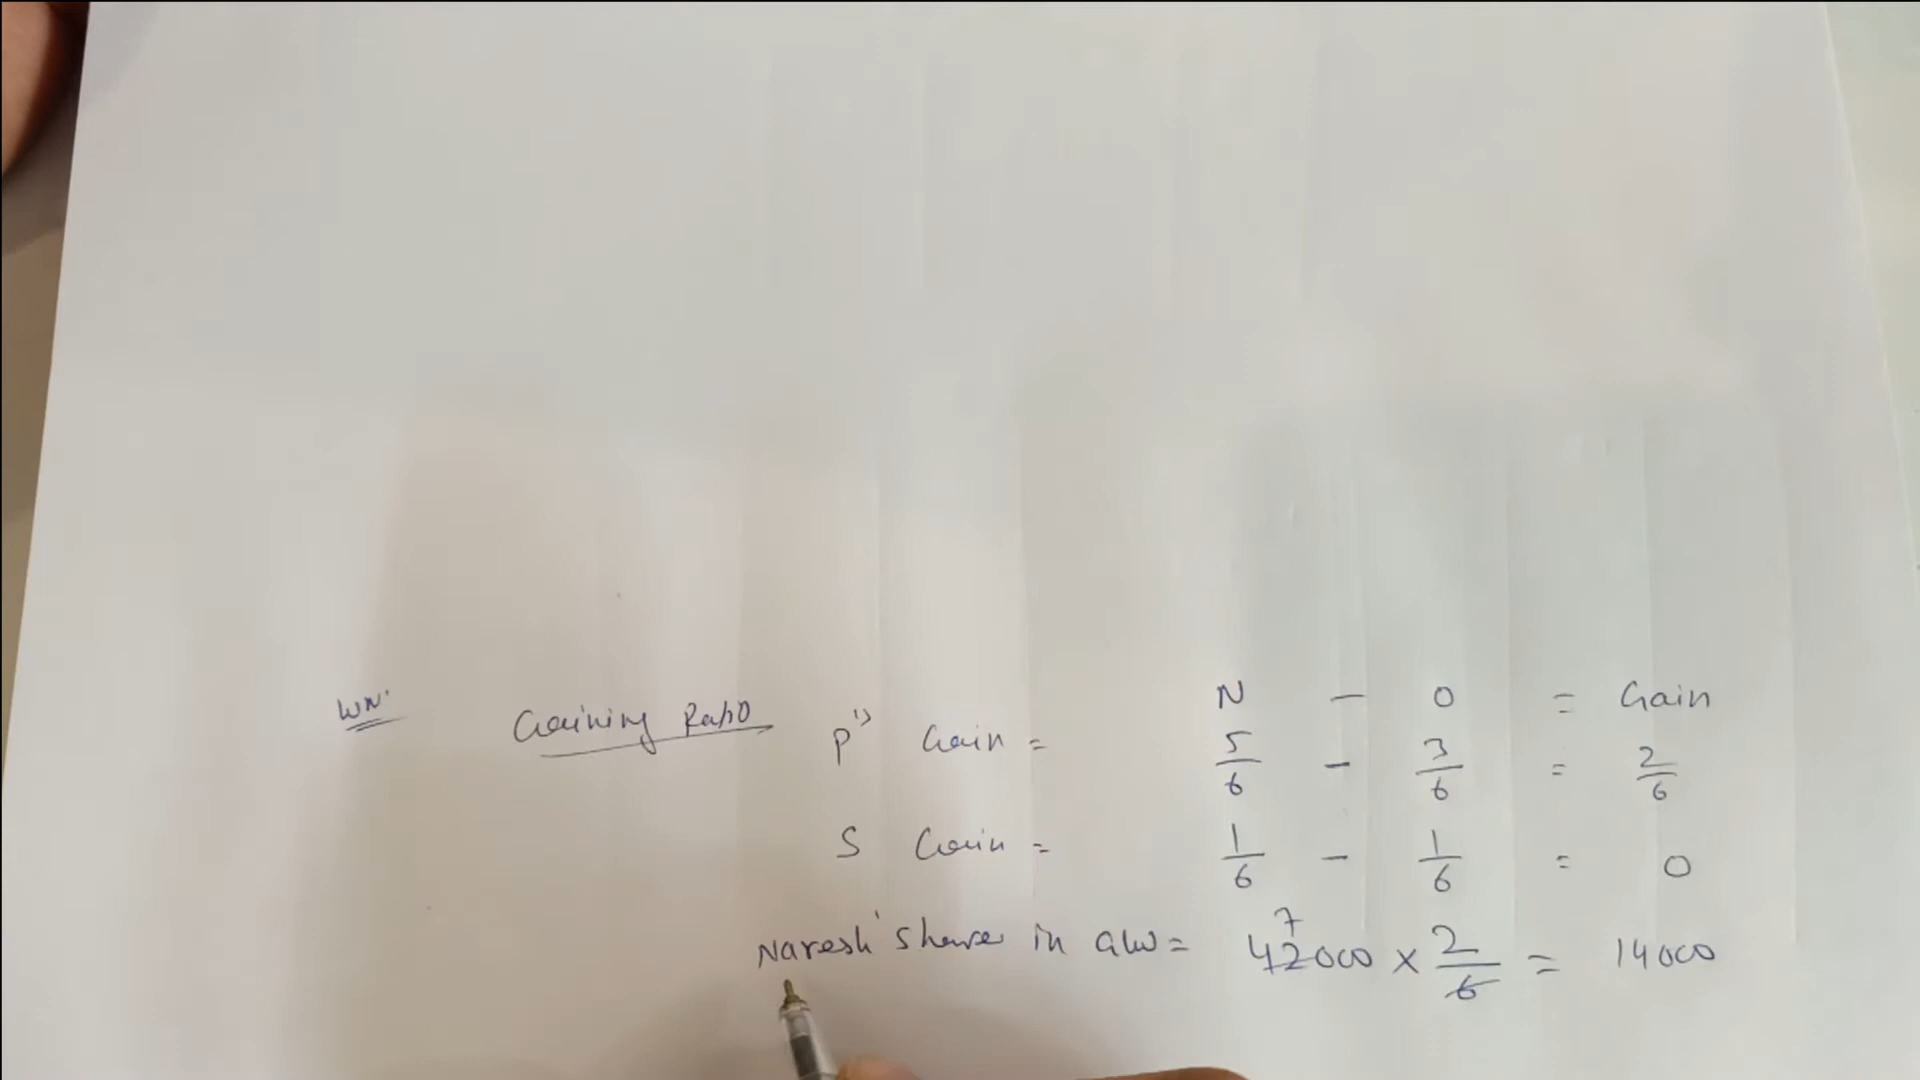 WN. Gaining Ratio
N - O = Gain
P's Gain = 5/6 - 3/6 = 2/6
S Gain = 1/6 - 1/6 = 0
7
Naresh's share in GW = 42000 × 2/6 = 14000